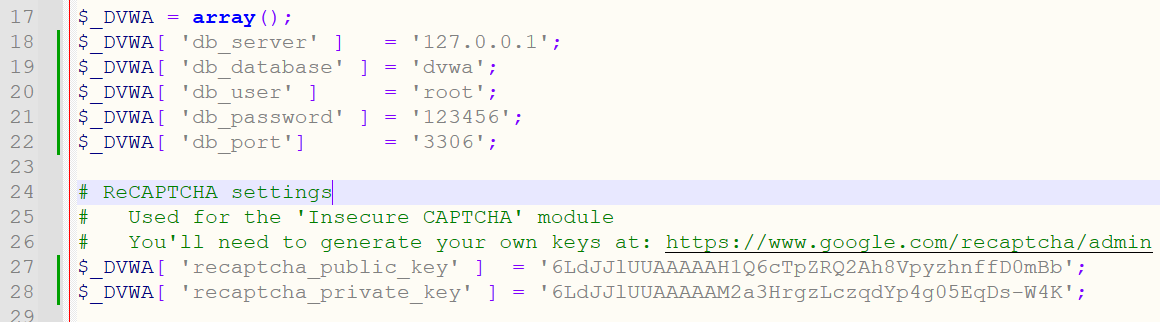 17 $_DVWA = array();
18 $_DVWA[ 'db_server' ]   = '127.0.0.1';
19 $_DVWA[ 'db_database' ] = 'dvwa';
20 $_DVWA[ 'db_user' ]     = 'root';
21 $_DVWA[ 'db_password' ] = '123456';
22 $_DVWA[ 'db_port']      = '3306';
23
24 # ReCAPTCHA settings
25 #   Used for the 'Insecure CAPTCHA' module
26 #   You'll need to generate your own keys at: https://www.google.com/recaptcha/admin
27 $_DVWA[ 'recaptcha_public_key' ]  = '6LdJJlUUAAAAAH1Q6cTpZRQ2Ah8VpyzhnffD0mBb';
28 $_DVWA[ 'recaptcha_private_key' ] = '6LdJJlUUAAAAAM2a3HrgzLczqdYp4g05EqDs-W4K';
29